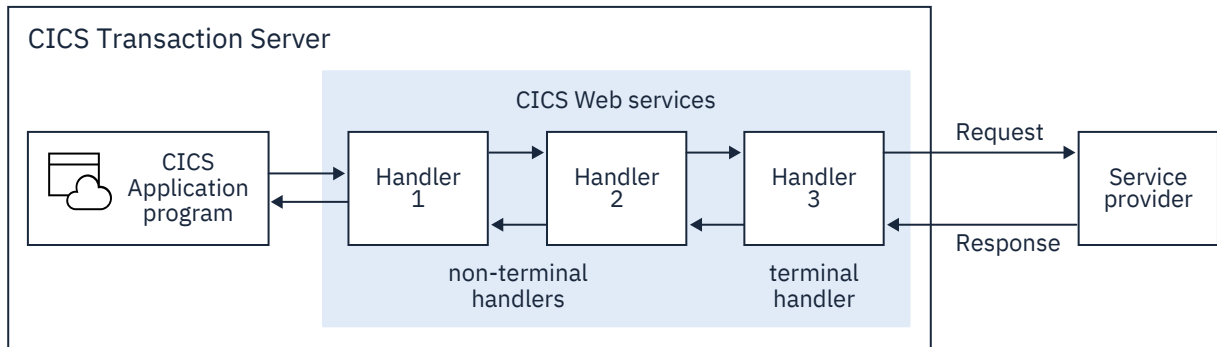 CICS Transaction Server
CICS Web services
CICS
Application
program
Handler
1
Handler
2
Handler
3
Request
Response
Service
provider
non-terminal
handlers
terminal
handler